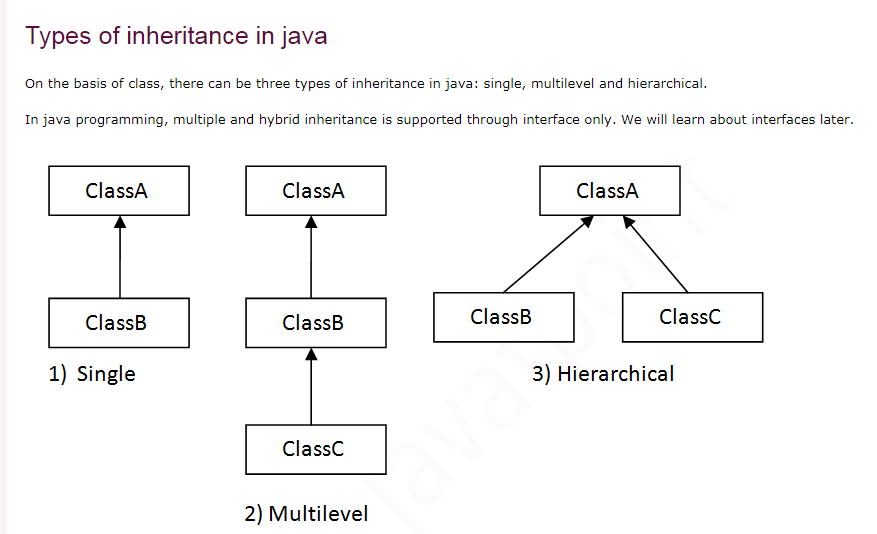 Types of inheritance in java
On the basis of class, there can be three types of inheritance in java: single, multilevel and hierarchical.
In java programming, multiple and hybrid inheritance is supported through interface only. We will learn about interfaces later.
ClassA
ClassB
1) Single
ClassA
ClassB
ClassC
2) Multilevel
ClassA
ClassB
ClassC
3) Hierarchical